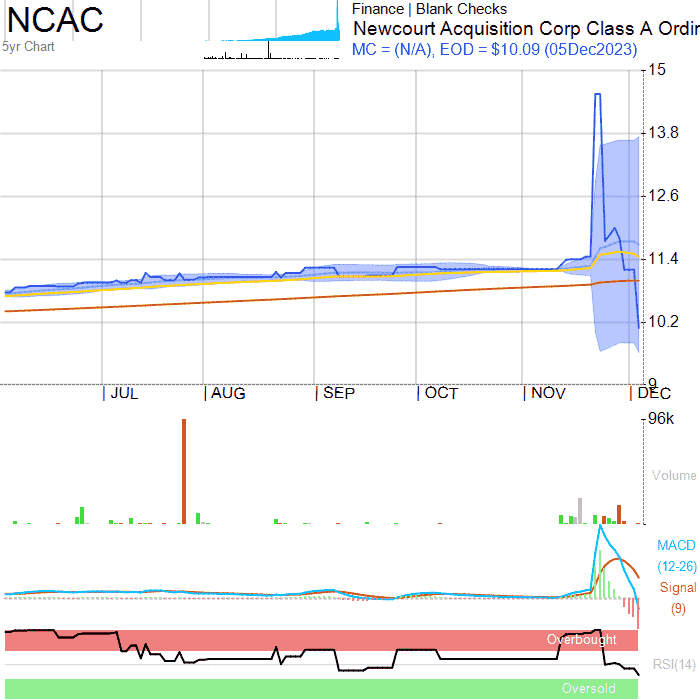 NCAC
5yr Chart
Finance | Blank Checks
Newcourt Acquisition Corp Class A Ordir
MC = (N/A), EOD = $10.09 (05Dec2023)
15
13.8
12.6
11.4
10.2
9
JUL
AUG
SEP
OCT
NOV
DEC
96k
Volume
MACD
(12-26)
Signal
(9)
Overbought
RSI(14)
Oversold